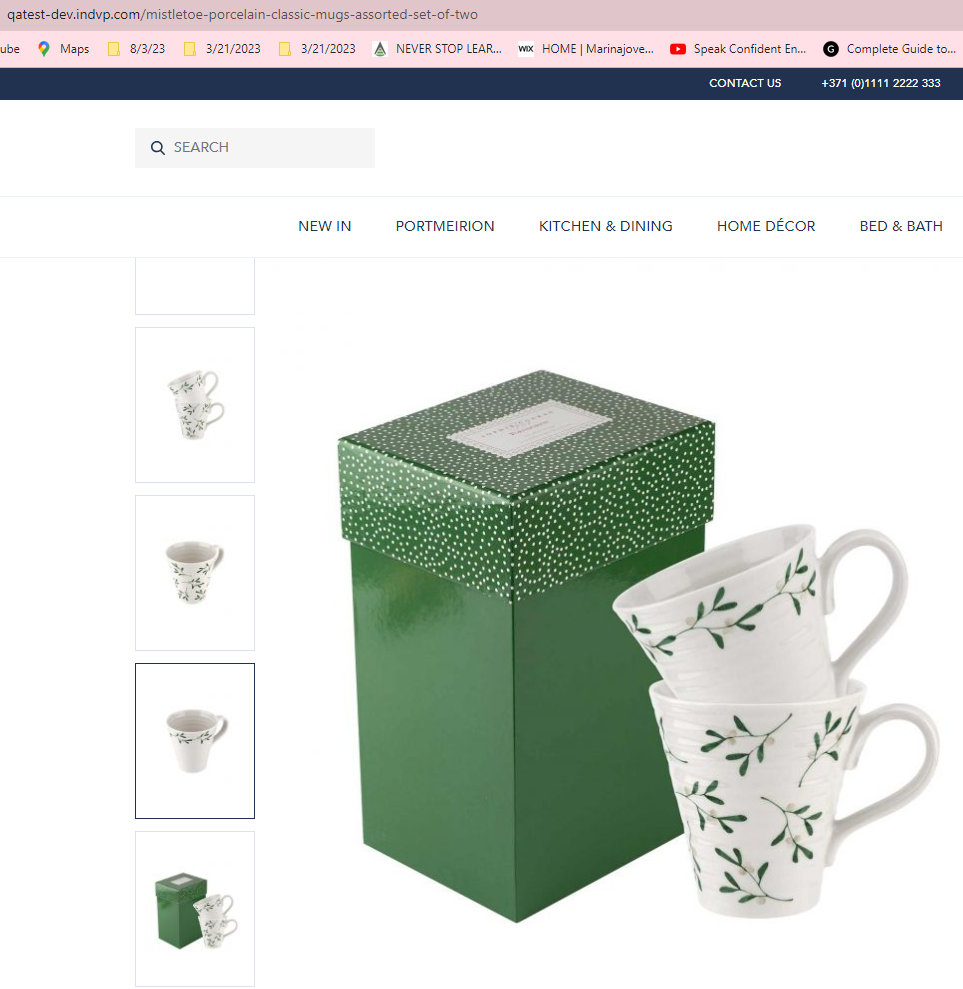 qatest-dev.indvp.com/mistletoe-porcelain-classic-mugs-assorted-set-of-two
ube Maps 8/3/23 3/21/2023 3/21/2023 NEVER STOP LEAR... WIX HOME | Marinajove... Speak Confident En... G Complete Guide to...
CONTACT US +371 (0)1111 2222 333
SEARCH
NEW IN PORTMEIRION KITCHEN & DINING HOME DÉCOR BED & BATH